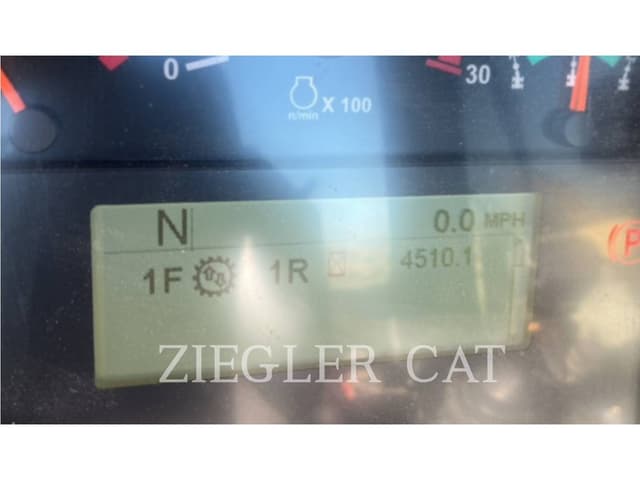 0 30
X 100
n/min
N 0.0 MPH
1F 1R 4510.1
P
ZIEGLER CAT